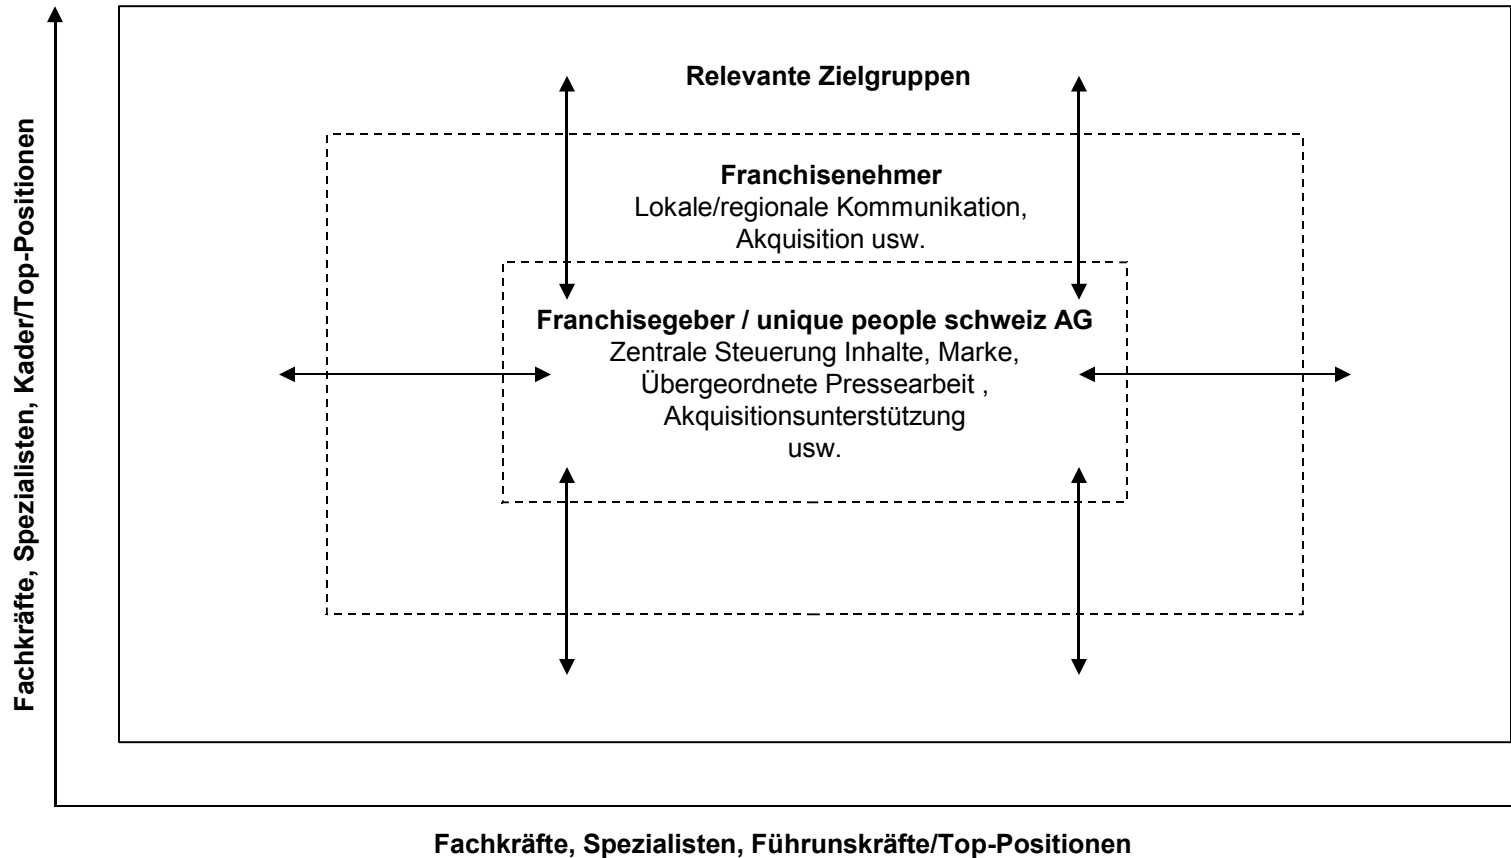 Relevante Zielgruppen
Franchisenehmer
Lokale/regionale Kommunikation,
Akquisition usw.
Franchisegeber / unique people schweiz AG
Zentrale Steuerung Inhalte, Marke,
Übergeordnete Pressearbeit ,
Akquisitionsunterstützung
usw.
Fachkräfte, Spezialisten, Kader/Top-Positionen
Fachkräfte, Spezialisten, Führunskräfte/Top-Positionen